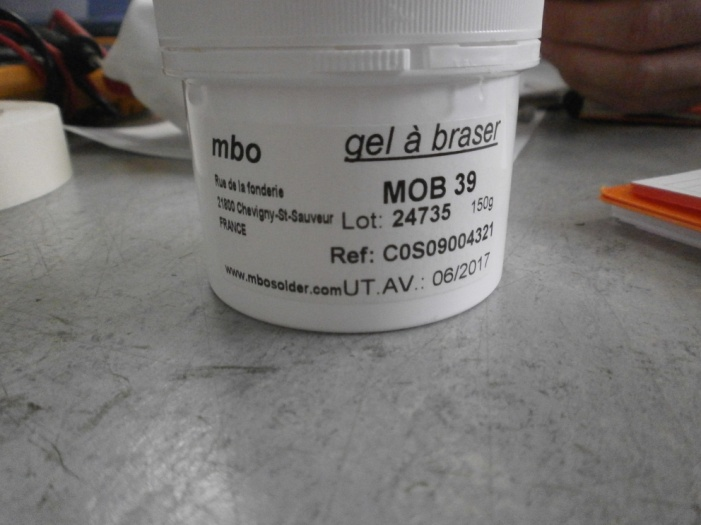 mbo
gel à braser
Rue de la fonderie
21800 Chevigny-St-Sauveur
FRANCE
MOB 39
Lot: 24735 150g
Ref: C0S09004321
www.mbosolder.com
UT.AV.: 06/2017